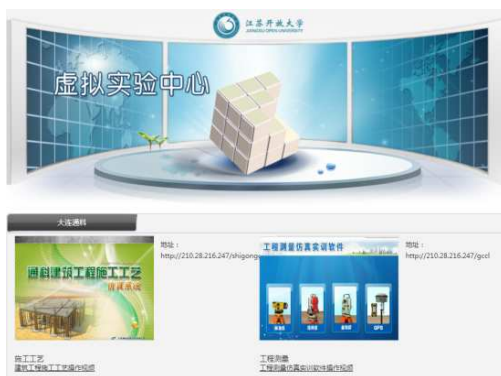 江苏开放大学
JIANGSU OPEN UNIVERSITY
虚拟实验中心
大连通科
地址：
http://210.28.216.247/shigong
通科建筑工程施工工艺
仿真系统
工程测量仿真实训软件
地址：
http://210.28.216.247/gccl
GPS
施工工艺
建筑工程施工工艺操作视频
工程测量
工程测量仿真实训软件操作视频